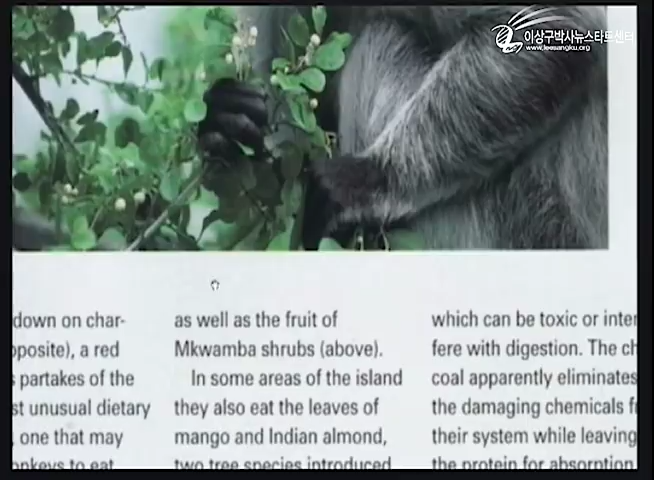 이상구박사뉴스타트센터
www.leesangku.org
down on char-
pposite), a red
partakes of the
st unusual dietary
one that may
onkeys to eat
as well as the fruit of
Mkwamba shrubs (above).
In some areas of the island
they also eat the leaves of
mango and Indian almond,
two tree species introduced
which can be toxic or inter
fere with digestion. The ch
coal apparently eliminates
the damaging chemicals f
their system while leaving
the protein for absorption